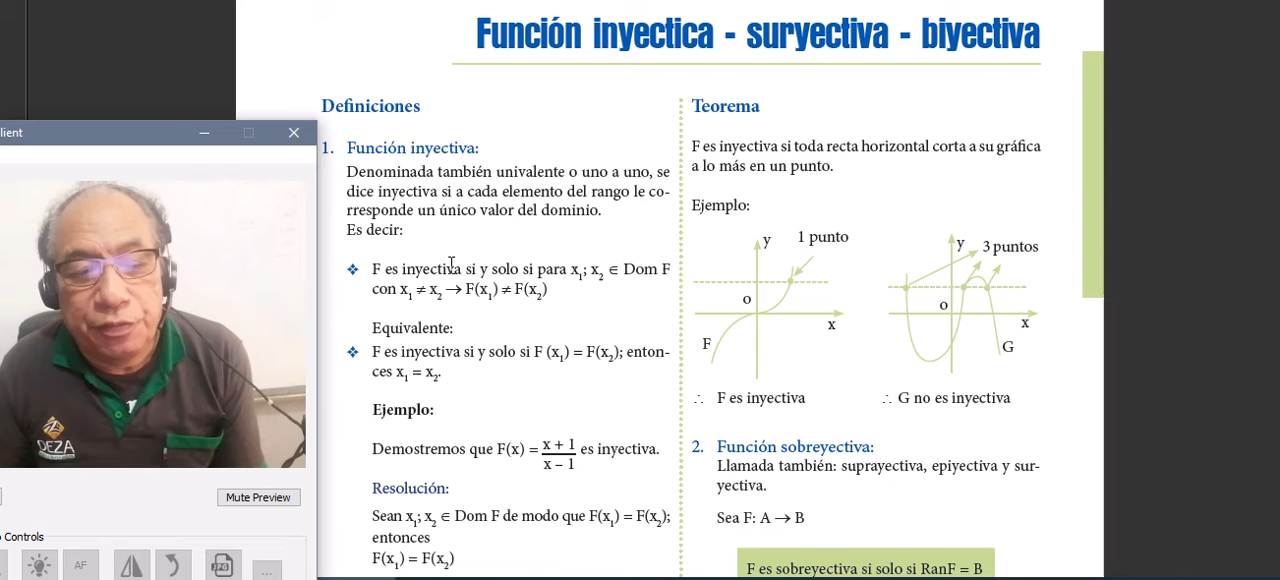 Función inyectica - suryectiva - biyectiva
Definiciones
1. Función inyectiva:
Denominada también univalente o uno a uno, se
dice inyectiva si a cada elemento del rango le co-
rresponde un único valor del dominio.
Es decir:
❖ F es inyectiva si y solo si para x₁; x₂ ∈ Dom F
con x₁ ≠ x₂ → F(x₁) ≠ F(x₂)
Equivalente:
❖ F es inyectiva si y solo si F (x₁) = F(x₂); enton-
ces x₁ = x₂.
Ejemplo:
Demostremos que F(x) = x + 1 / x – 1 es inyectiva.
Resolución:
Sean x₁; x₂ ∈ Dom F de modo que F(x₁) = F(x₂);
entonces
F(x₁) = F(x₂)
Teorema
F es inyectiva si toda recta horizontal corta a su gráfica
a lo más en un punto.
Ejemplo:
y 1 punto
o
x
F
y 3 puntos
o
x
G
∴ F es inyectiva
∴ G no es inyectiva
2. Función sobreyectiva:
Llamada también: suprayectiva, epiyectiva y sur-
yectiva.
Sea F: A → B
F es sobreyectiva si solo si RanF = B
lient
DEZA
Mute Preview
Controls
AF
JPG
...